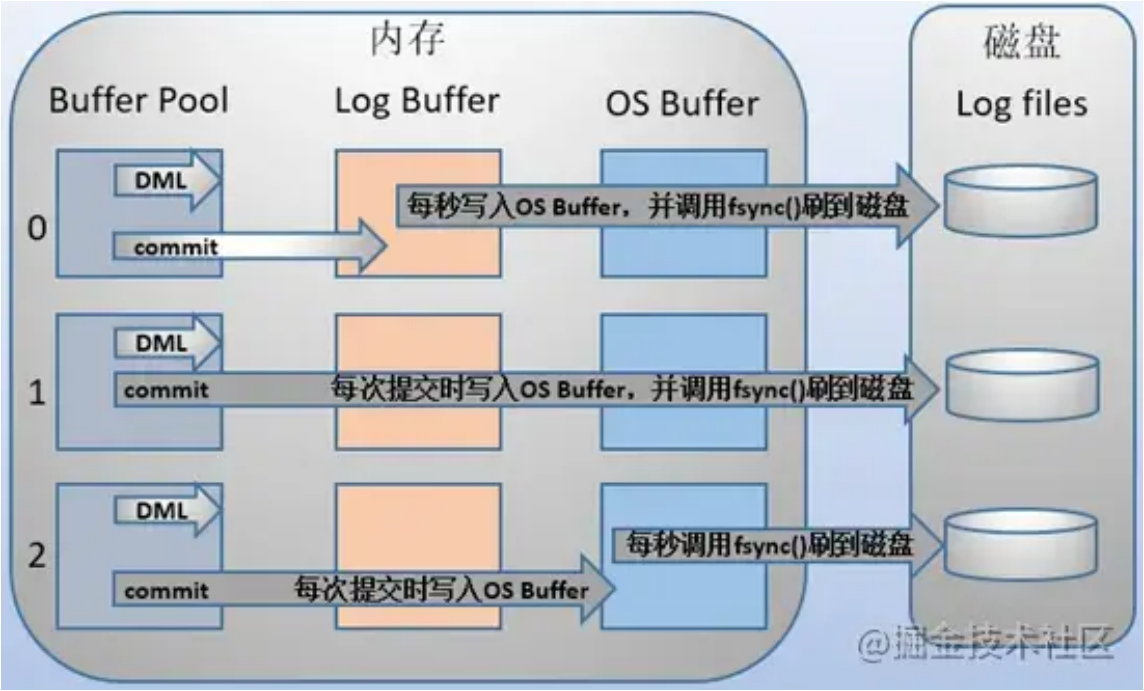 内存
磁盘
Buffer Pool
Log Buffer
OS Buffer
Log files
0
DML
每秒写入OS Buffer，并调用fsync()刷到磁盘
commit
1
DML
commit
每次提交时写入OS Buffer，并调用fsync()刷到磁盘
2
DML
每秒调用fsync()刷到磁盘
commit
每次提交时写入OS Buffer
@掘金技术社区